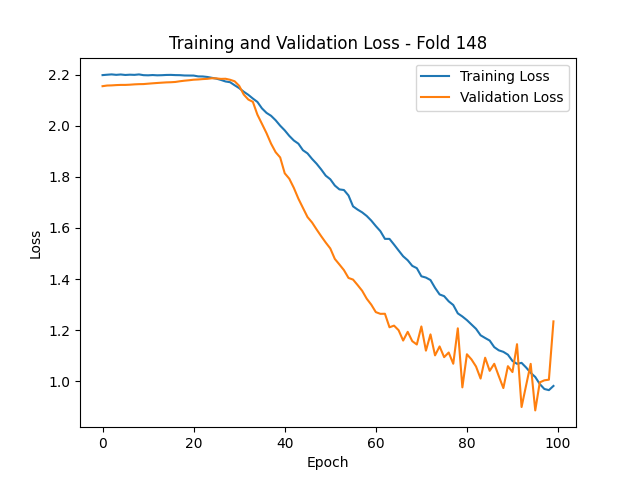 Training and Validation Loss - Fold 148
Training Loss
Validation Loss
2.2
2.0
1.8
1.6
1.4
1.2
1.0
Loss
0 20 40 60 80 100
Epoch